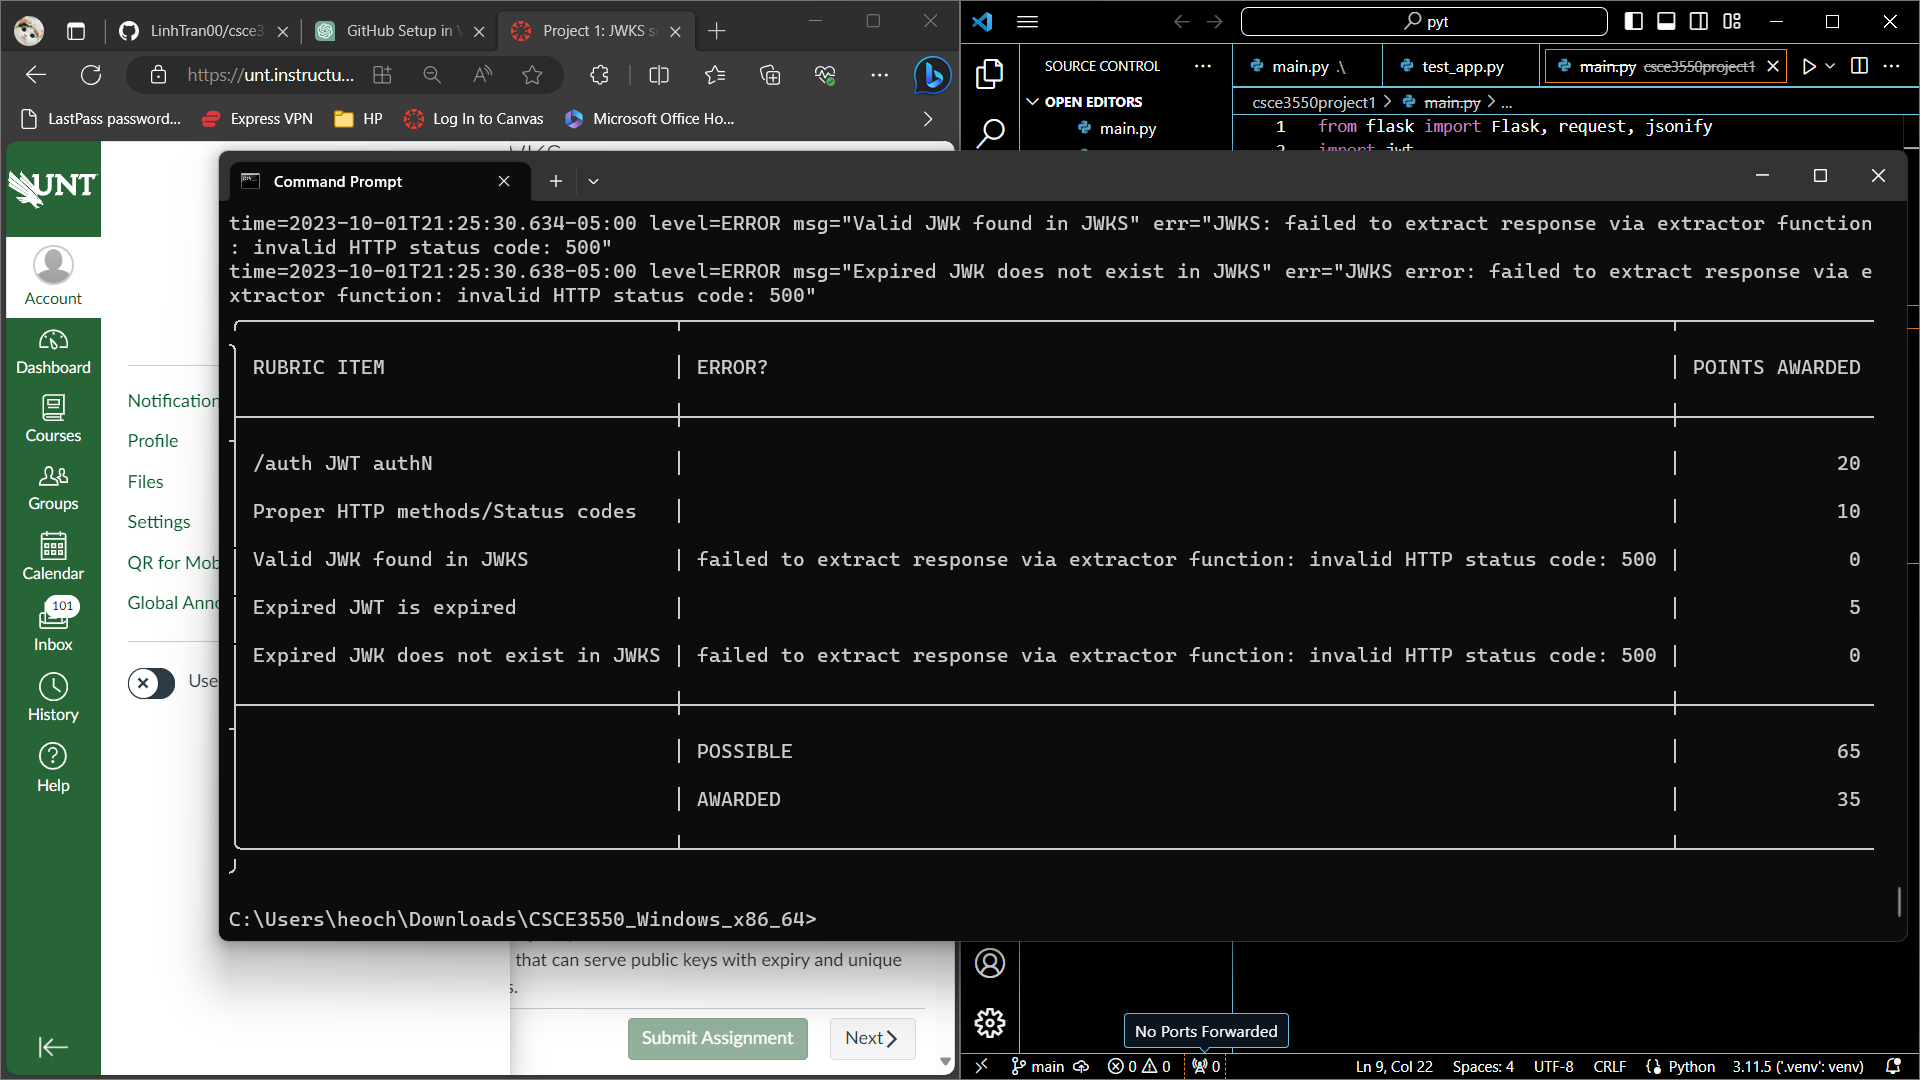 LinhTran00/csce3
GitHub Setup in V
Project 1: JWKS se
https://unt.instructu...
LastPass password...
Express VPN
HP
Log In to Canvas
Microsoft Office Ho...
pyt
SOURCE CONTROL
OPEN EDITORS
main.py
main.py .\
test_app.py
main.py csce3550project1
csce3550project1 > main.py > ...
1 from flask import Flask, request, jsonify
2 import jwt
UNT
Account
Dashboard
Courses
Groups
Calendar
101
Inbox
History
Help
Notification
Profile
Files
Settings
QR for Mob
Global Anno
Use
Command Prompt
time=2023-10-01T21:25:30.634-05:00 level=ERROR msg="Valid JWK found in JWKS" err="JWKS: failed to extract response via extractor function
: invalid HTTP status code: 500"
time=2023-10-01T21:25:30.638-05:00 level=ERROR msg="Expired JWK does not exist in JWKS" err="JWKS error: failed to extract response via e
xtractor function: invalid HTTP status code: 500"
RUBRIC ITEM | ERROR? | POINTS AWARDED
/auth JWT authN | | 20
Proper HTTP methods/Status codes | | 10
Valid JWK found in JWKS | failed to extract response via extractor function: invalid HTTP status code: 500 | 0
Expired JWT is expired | | 5
Expired JWK does not exist in JWKS | failed to extract response via extractor function: invalid HTTP status code: 500 | 0
| POSSIBLE | 65
| AWARDED | 35
C:\Users\heoch\Downloads\CSCE3550_Windows_x86_64>
that can serve public keys with expiry and unique
s.
Submit Assignment
Next
No Ports Forwarded
main
0
0
0
Ln 9, Col 22
Spaces: 4
UTF-8
CRLF
Python
3.11.5 ('.venv': venv)